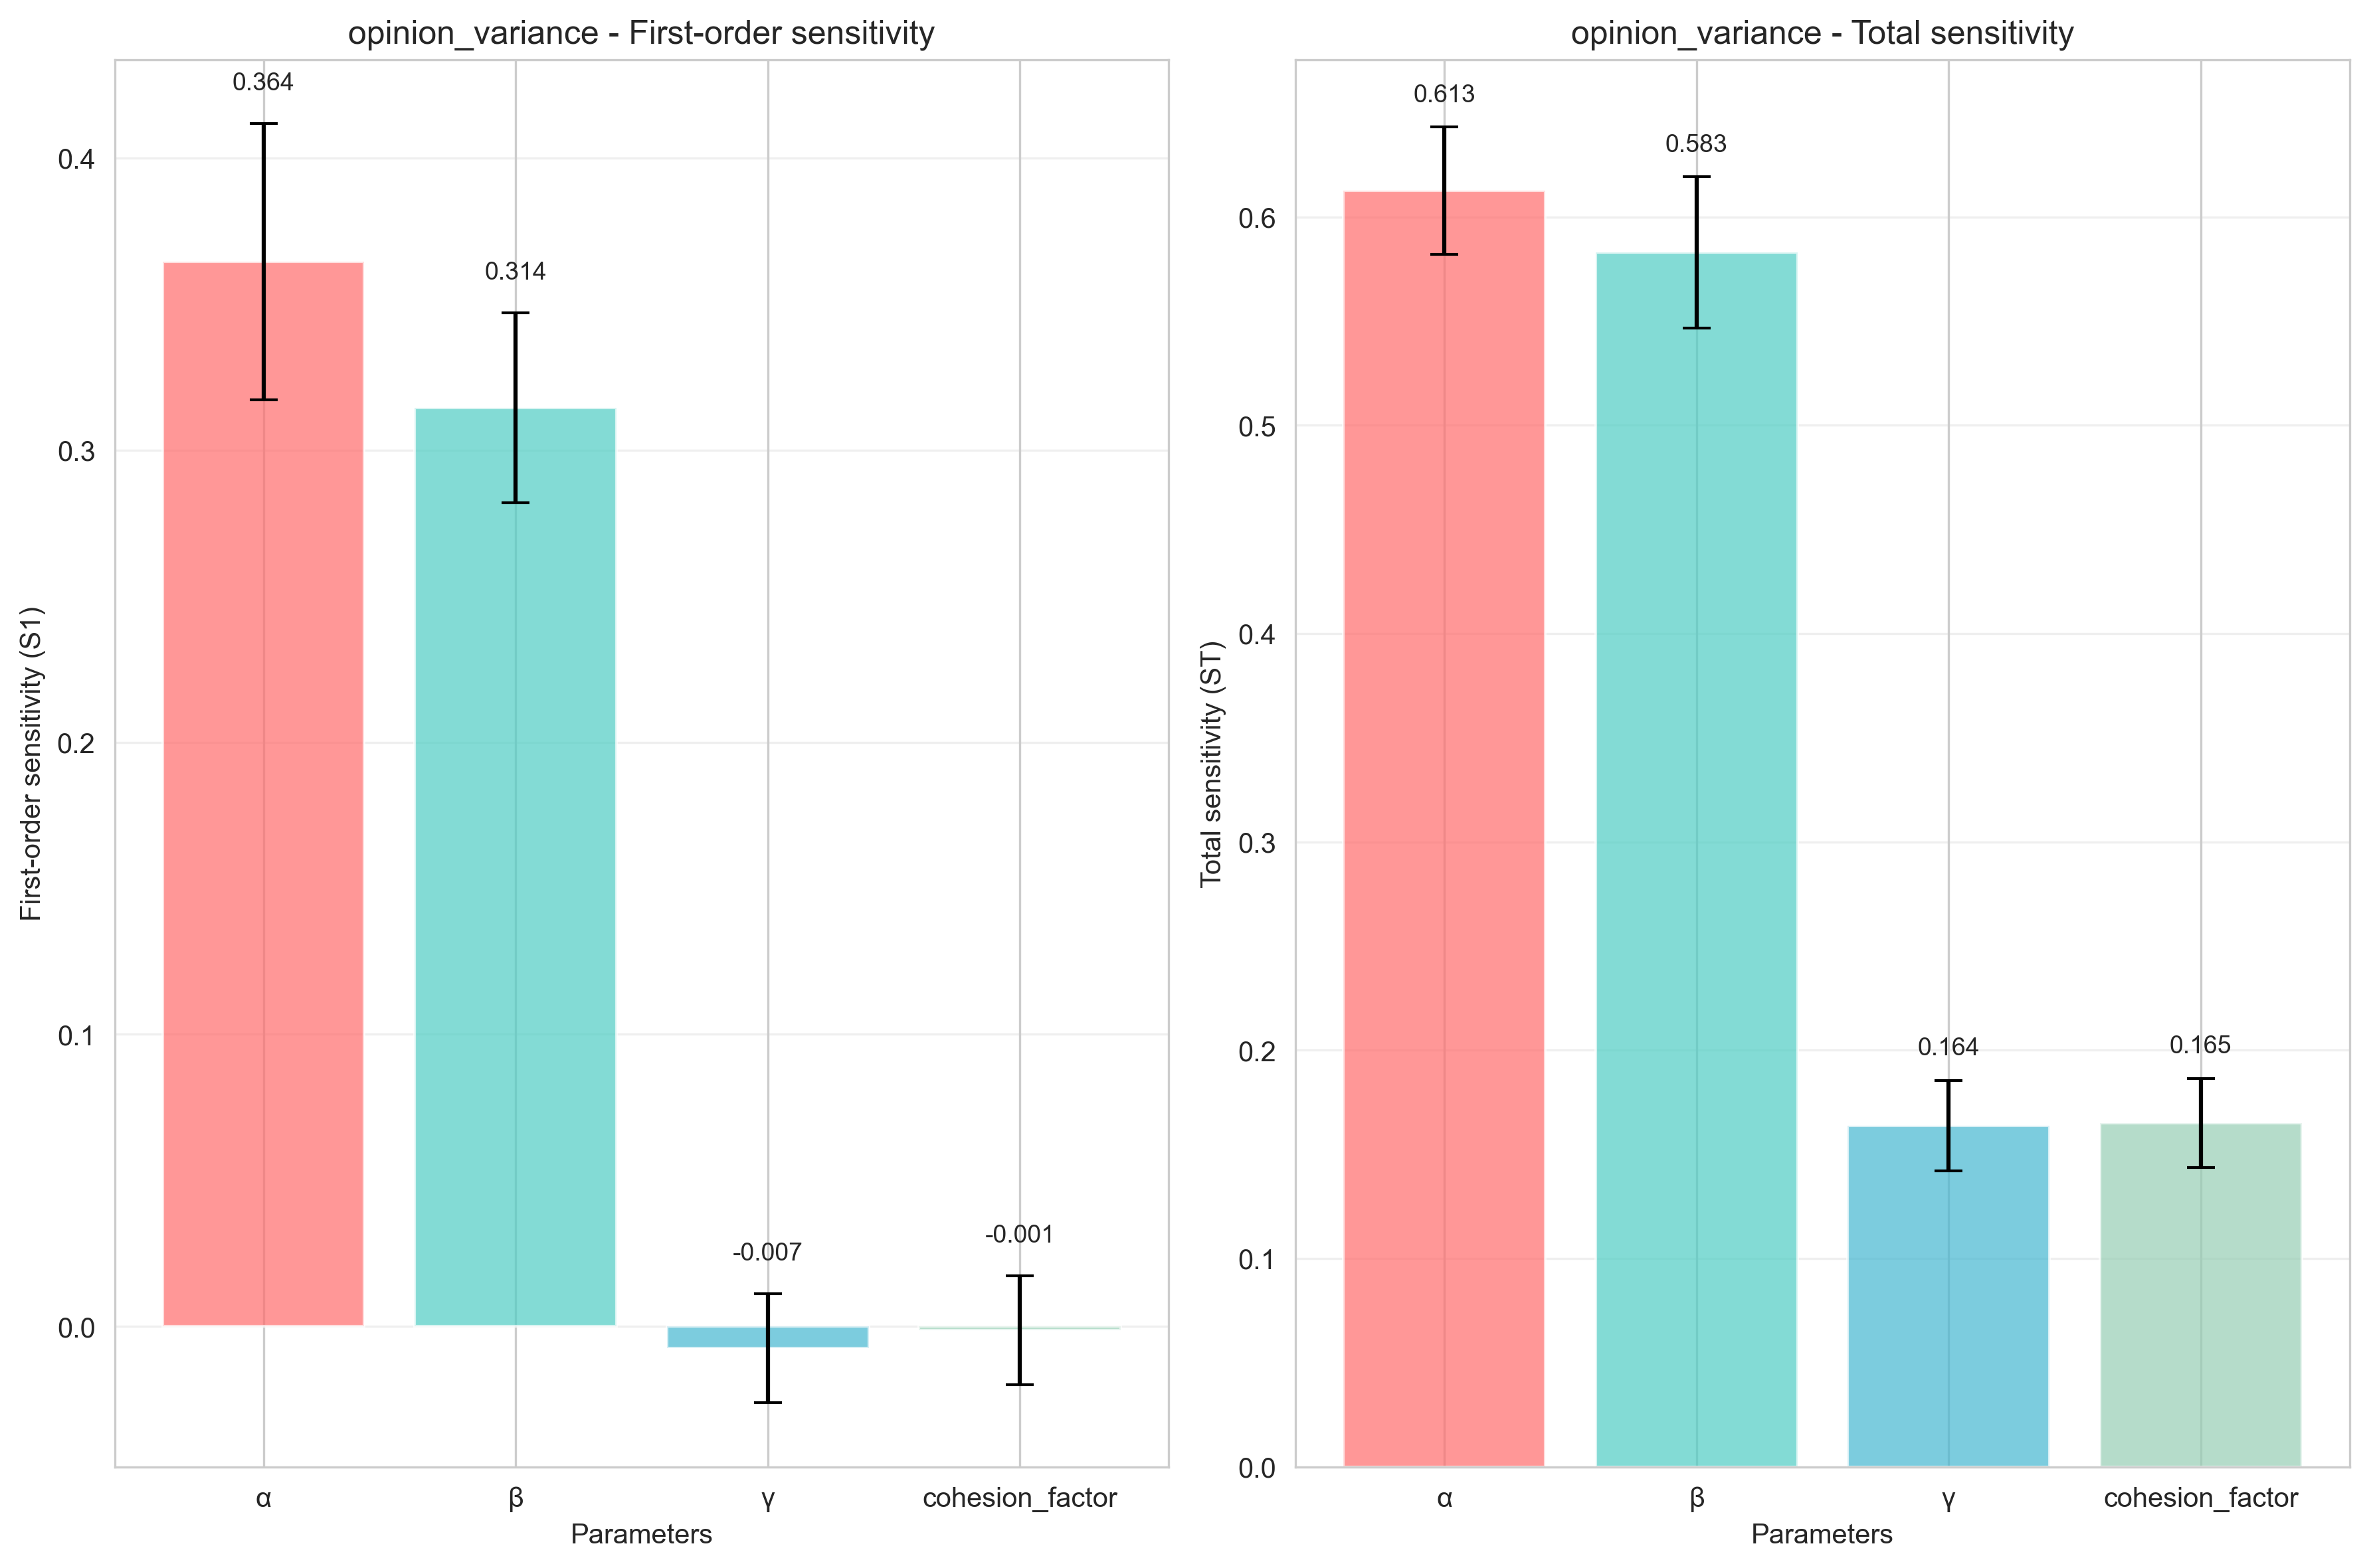 opinion_variance - First-order sensitivity
0.364
0.314
-0.007
-0.001
0.4
0.3
0.2
0.1
0.0
First-order sensitivity (S1)
α
β
γ
cohesion_factor
Parameters
opinion_variance - Total sensitivity
0.613
0.583
0.164
0.165
0.6
0.5
0.4
0.3
0.2
0.1
0.0
Total sensitivity (ST)
α
β
γ
cohesion_factor
Parameters